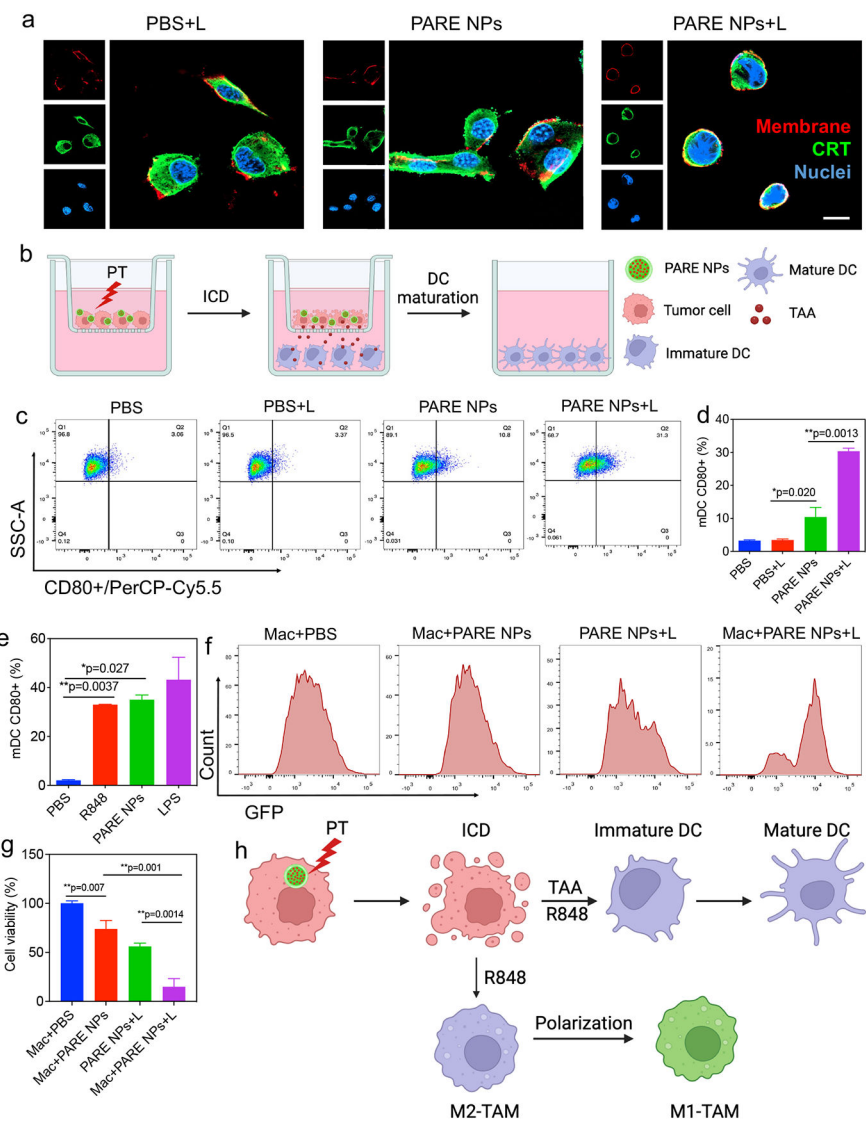 a
PBS+L
PARE NPs
PARE NPs+L
Membrane
CRT
Nuclei
b
PT
ICD
DC
maturation
PARE NPs
Mature DC
Tumor cell
TAA
Immature DC
c
PBS
PBS+L
PARE NPs
PARE NPs+L
Q1
96.8
Q2
3.06
Q4
0.12
Q3
0
Q1
96.5
Q2
3.37
Q4
0.10
Q3
0
Q1
89.1
Q2
10.8
Q4
0.031
Q3
0
Q1
68.7
Q2
31.3
Q4
0.061
Q3
0
SSC-A
CD80+/PerCP-Cy5.5
d
mDC CD80+ (%)
40
30
20
10
0
**p=0.0013
*p=0.020
PBS
PBS+L
PARE NPs
PARE NPs+L
e
mDC CD80+ (%)
60
40
20
0
*p=0.027
**p=0.0037
PBS
R848
PARE NPs
LPS
f
Mac+PBS
Mac+PARE NPs
PARE NPs+L
Mac+PARE NPs+L
Count
GFP
g
Cell viability (%)
150
100
50
0
**p=0.001
**p=0.007
**p=0.0014
Mac+PBS
Mac+PARE NPs
PARE NPs+L
Mac+PARE NPs+L
h
PT
ICD
Immature DC
Mature DC
TAA
R848
R848
Polarization
M2-TAM
M1-TAM